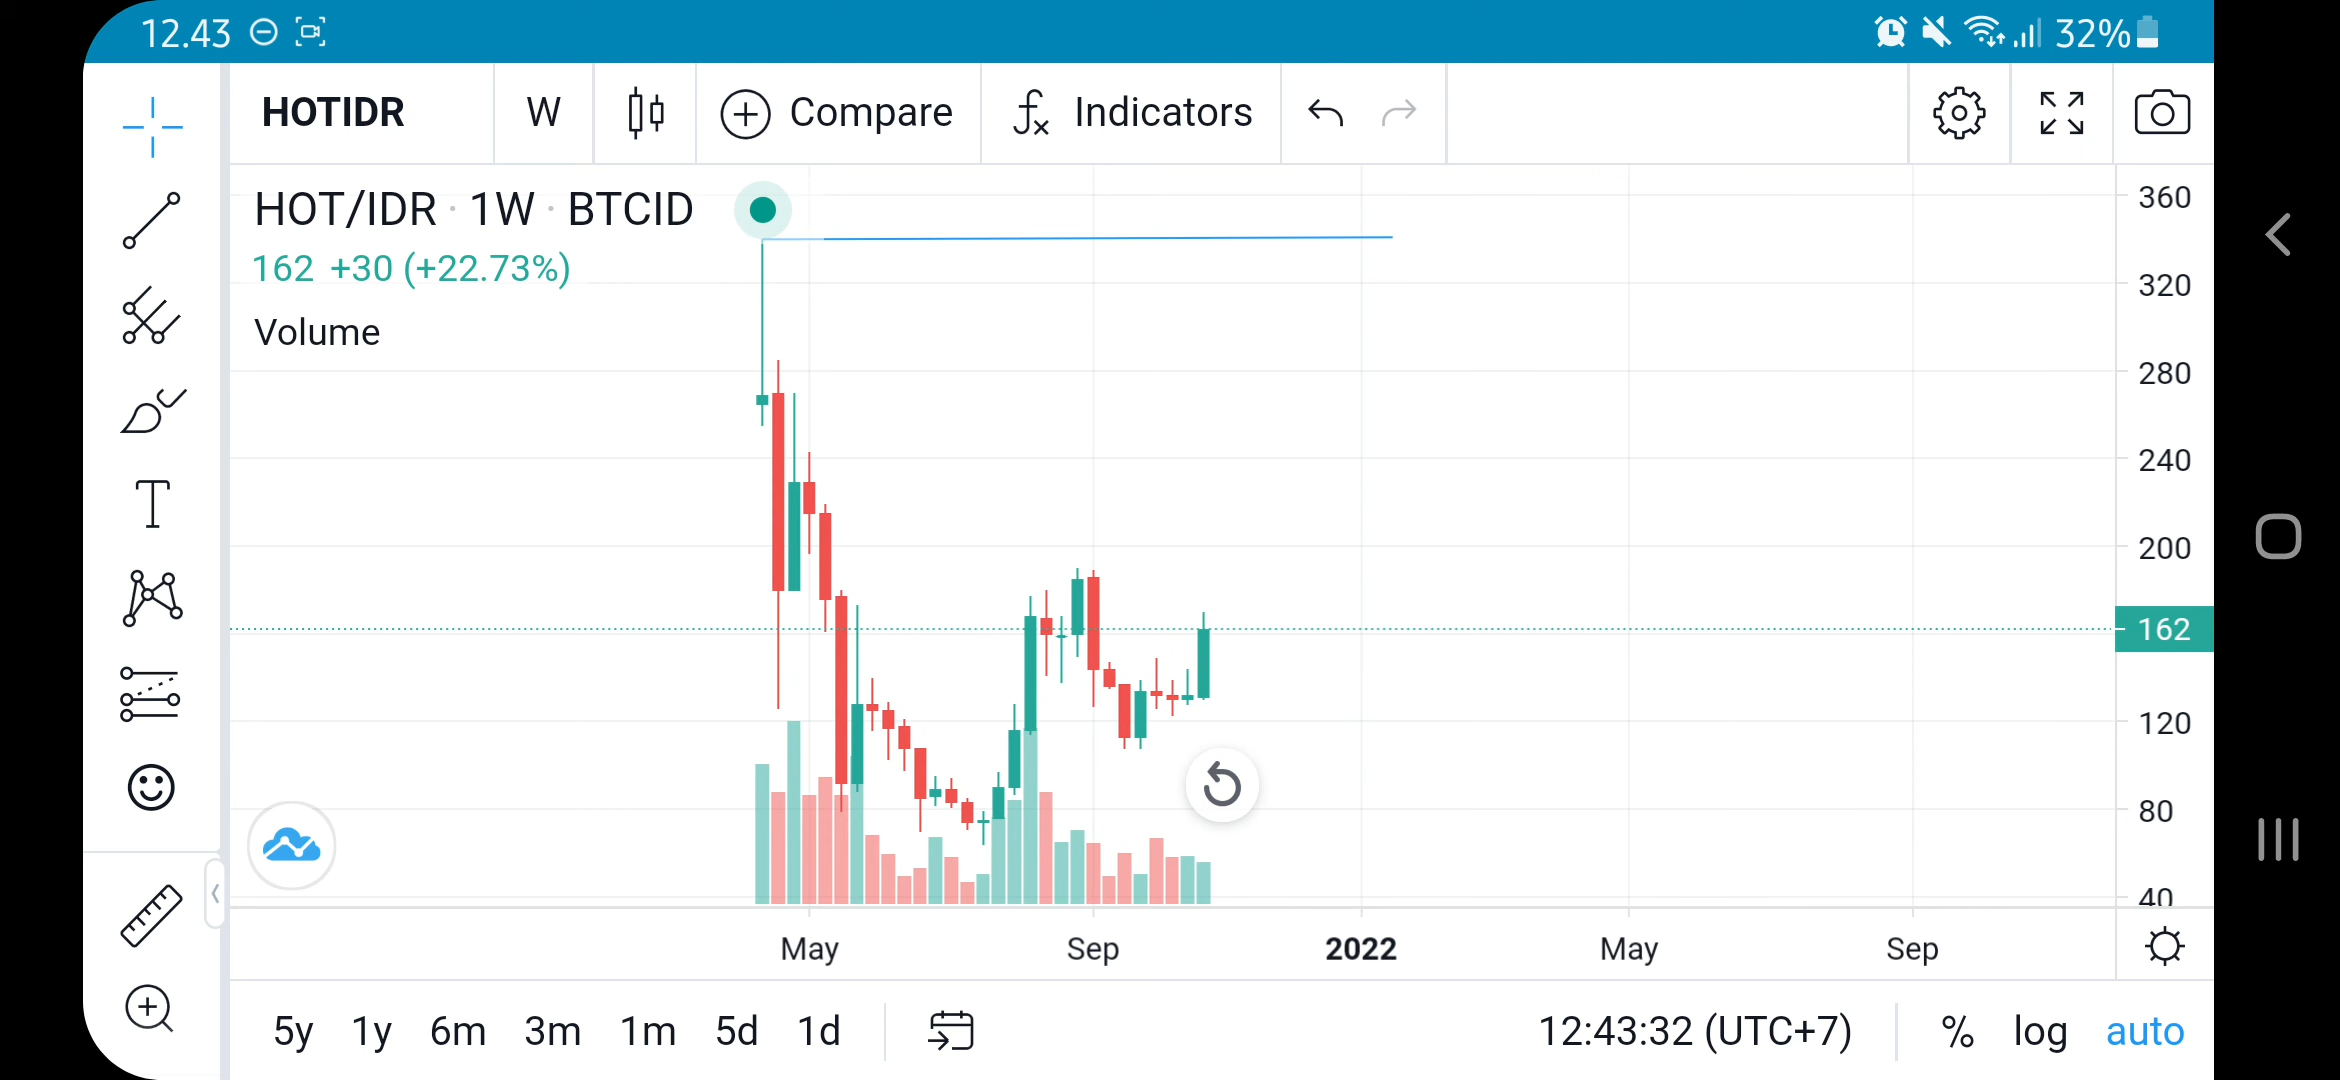 12.43
32%
HOTIDR W Compare Indicators
HOT/IDR · 1W · BTCID
162 +30 (+22.73%)
Volume
360
320
280
240
200
162
120
80
40
May Sep 2022 May Sep
5y 1y 6m 3m 1m 5d 1d 12:43:32 (UTC+7) % log auto